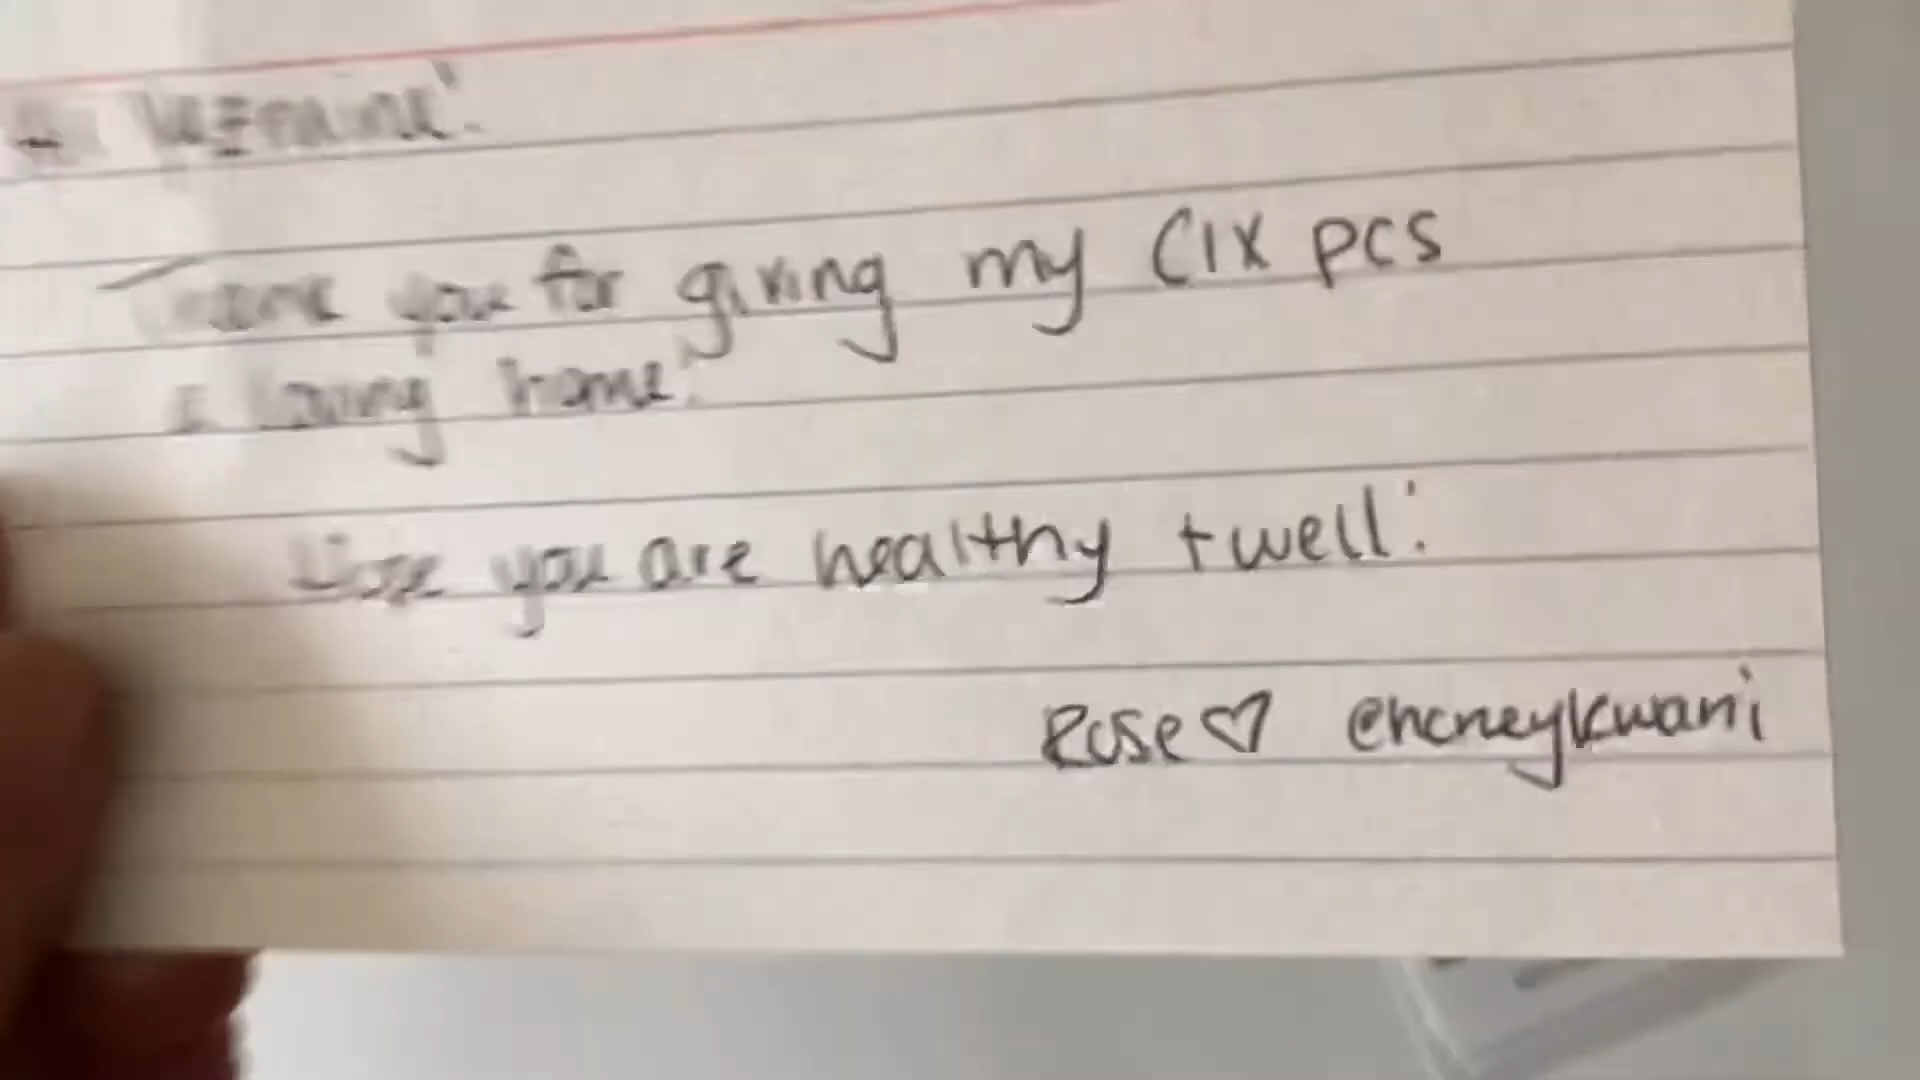 Thank you for giving my CIX pcs
a loving home!
you are healthy + well!
Rose♡ @honeykwani